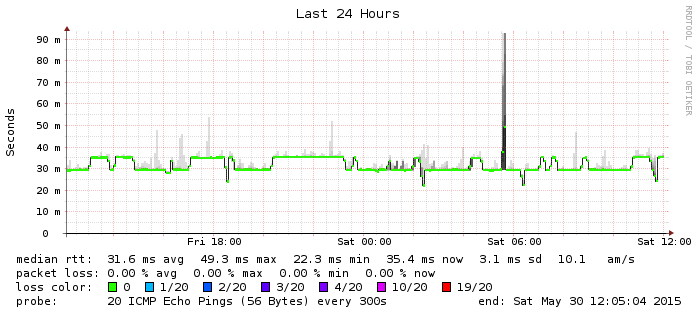 Last 24 Hours
RRDTOOL / TOBI OETIKER
Seconds
90 m
80 m
70 m
60 m
50 m
40 m
30 m
20 m
10 m
0
Fri 18:00 Sat 00:00 Sat 06:00 Sat 12:00
median rtt: 31.6 ms avg 49.3 ms max 22.3 ms min 35.4 ms now 3.1 ms sd 10.1 am/s
packet loss: 0.00 % avg 0.00 % max 0.00 % min 0.00 % now
loss color: 0 1/20 2/20 3/20 4/20 10/20 19/20
probe: 20 ICMP Echo Pings (56 Bytes) every 300s end: Sat May 30 12:05:04 2015